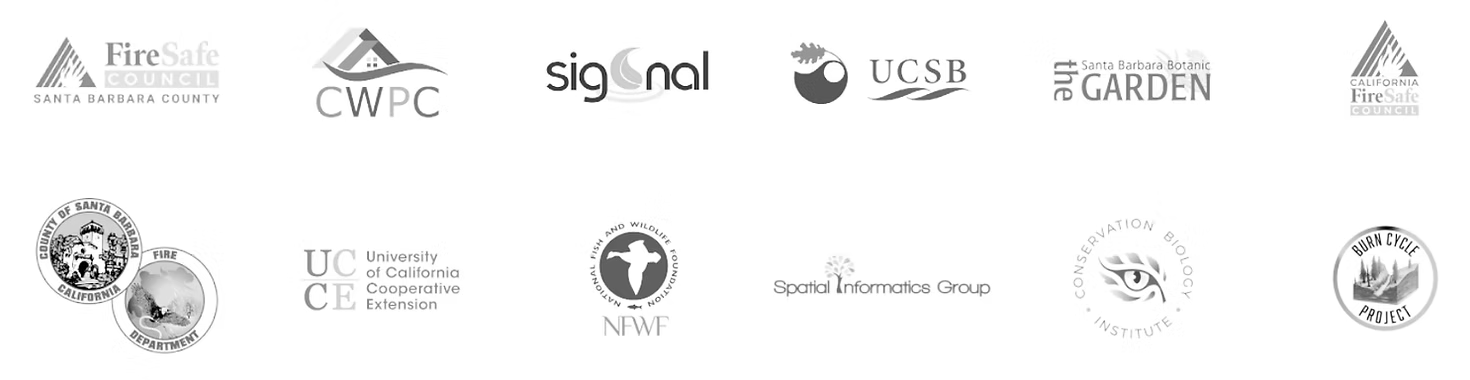 FireSafe
COUNCIL
SANTA BARBARA COUNTY
CWPC
sig nal
UCSB
the
Santa Barbara Botanic
GARDEN
CALIFORNIA
FireSafe
COUNCIL
COUNTY OF SANTA BARBARA
CALIFORNIA
FIRE
DEPARTMENT
UC
CE
University
of California
Cooperative
Extension
NATIONAL FISH AND WILDLIFE FOUNDATION
NFWF
Spatial Informatics Group
CONSERVATION BIOLOGY
• INSTITUTE •
BURN CYCLE
PROJECT